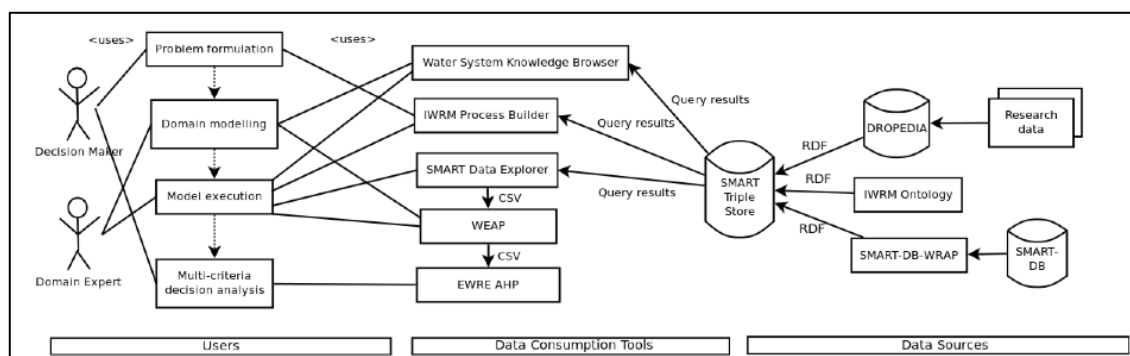 <uses>
Problem formulation
<uses>
Water System Knowledge Browser
Query results
Decision Maker
Domain modelling
IWRM Process Builder
Query results
DROPEDIA
Research
data
RDF
Domain Expert
Model execution
SMART Data Explorer
Query results
SMART
Triple
Store
RDF
IWRM Ontology
CSV
WEAP
RDF
SMART-DB-WRAP
SMART-
DB
CSV
Multi-criteria
decision analysis
EWRE AHP
Users
Data Consumption Tools
Data Sources